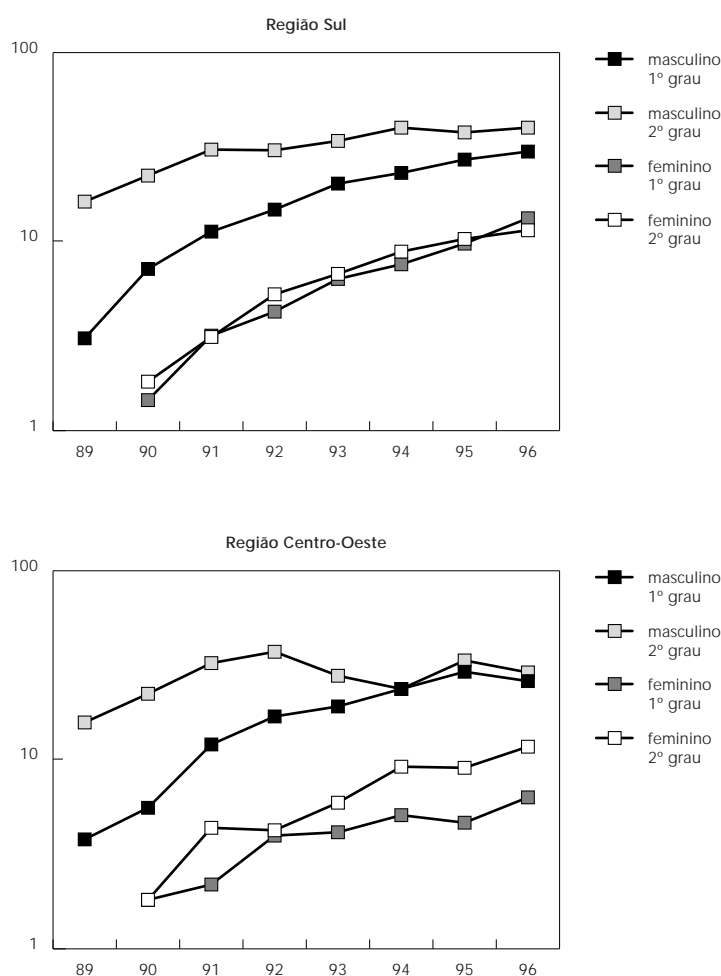 Região Sul
100
10
1
89 90 91 92 93 94 95 96
masculino
1º grau
masculino
2º grau
feminino
1º grau
feminino
2º grau
Região Centro-Oeste
100
10
1
89 90 91 92 93 94 95 96
masculino
1º grau
masculino
2º grau
feminino
1º grau
feminino
2º grau